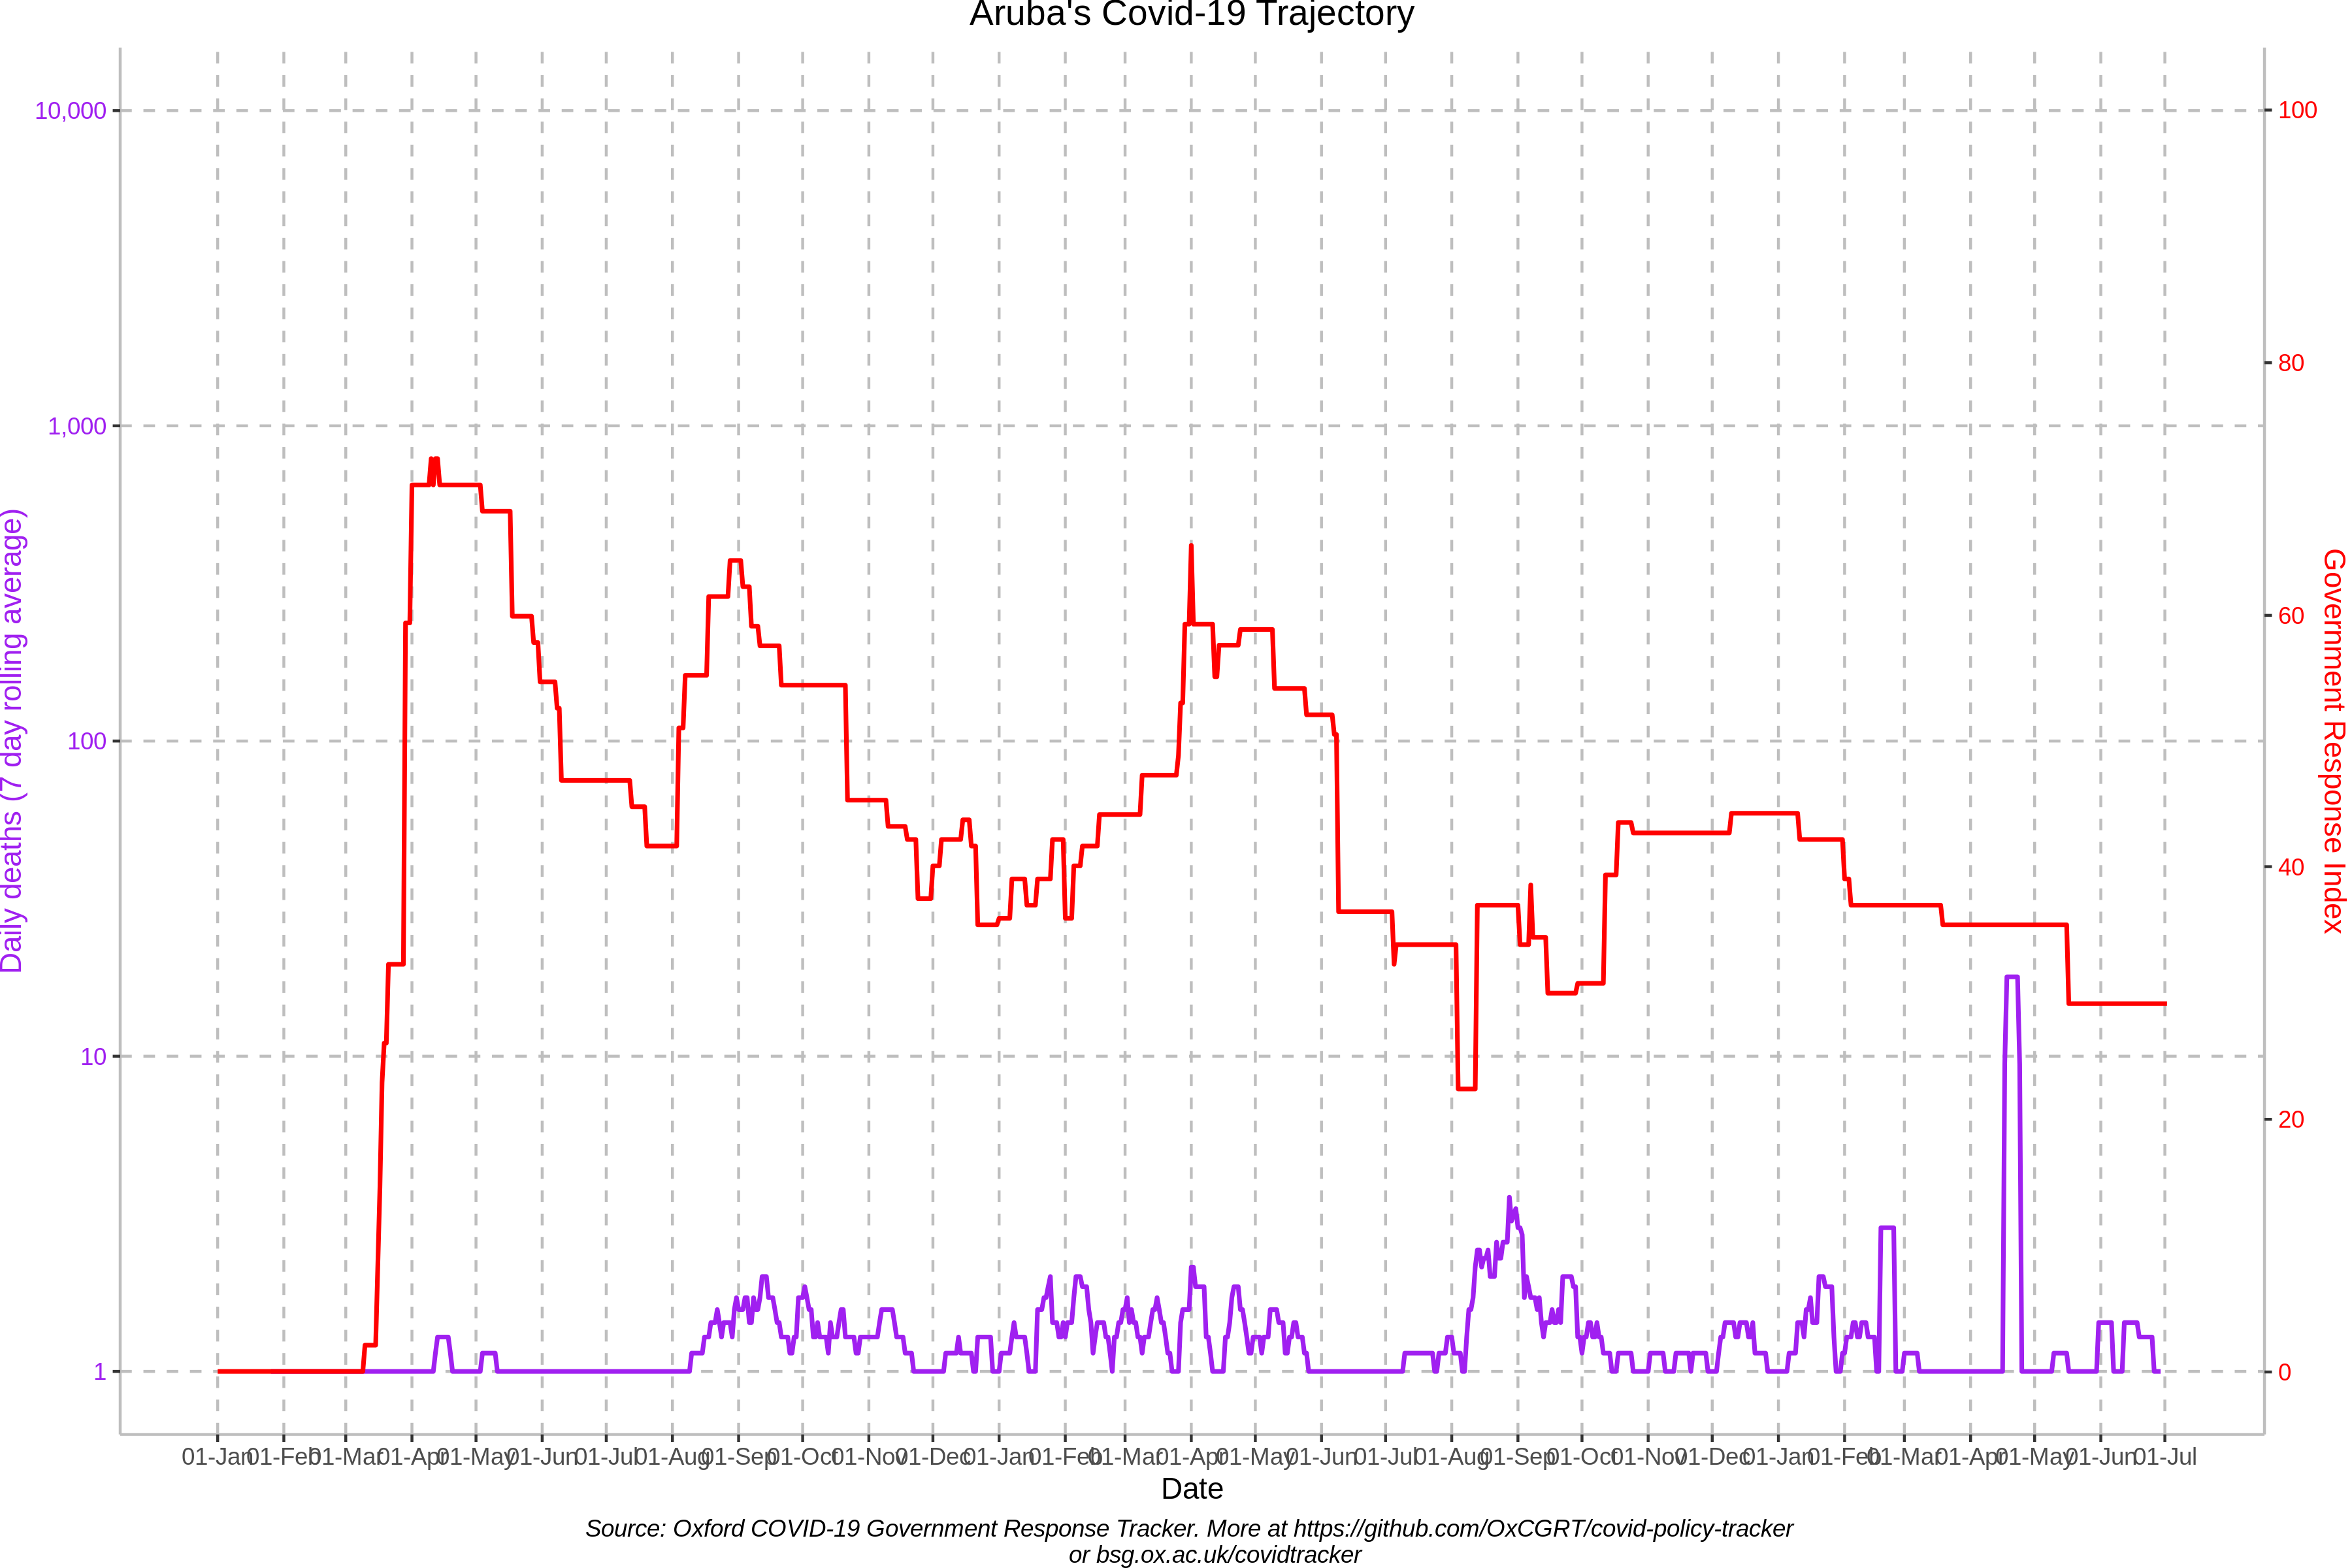 Aruba's Covid-19 Trajectory
Daily deaths (7 day rolling average)
10,000
1,000
100
10
1
100
80
60
40
20
0
Government Response Index
01-Jan 01-Feb 01-Mar 01-Apr 01-May 01-Jun 01-Jul 01-Aug 01-Sep 01-Oct 01-Nov 01-Dec 01-Jan 01-Feb 01-Mar 01-Apr 01-May 01-Jun 01-Jul 01-Aug 01-Sep 01-Oct 01-Nov 01-Dec 01-Jan 01-Feb 01-Mar 01-Apr 01-May 01-Jun 01-Jul
Date
Source: Oxford COVID-19 Government Response Tracker. More at https://github.com/OxCGRT/covid-policy-tracker
or bsg.ox.ac.uk/covidtracker